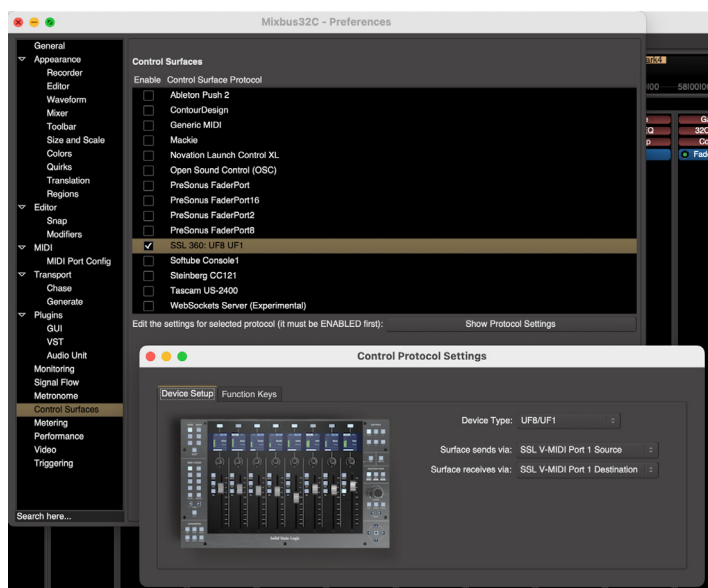 Mixbus32C - Preferences
General
Appearance
Recorder
Editor
Waveform
Mixer
Toolbar
Size and Scale
Colors
Quirks
Translation
Regions
Editor
Snap
Modifiers
MIDI
MIDI Port Config
Transport
Chase
Generate
Plugins
GUI
VST
Audio Unit
Monitoring
Signal Flow
Metronome
Control Surfaces
Metering
Performance
Video
Triggering
Search here...
Control Surfaces
Enable Control Surface Protocol
Ableton Push 2
ContourDesign
Generic MIDI
Mackie
Novation Launch Control XL
Open Sound Control (OSC)
PreSonus FaderPort
PreSonus FaderPort16
PreSonus FaderPort2
PreSonus FaderPort8
SSL 360: UF8 UF1
Softube Console1
Steinberg CC121
Tascam US-2400
WebSockets Server (Experimental)
Edit the settings for selected protocol (it must be ENABLED first):
Show Protocol Settings
Control Protocol Settings
Device Setup
Function Keys
Device Type: UF8/UF1
Surface sends via: SSL V-MIDI Port 1 Source
Surface receives via: SSL V-MIDI Port 1 Destination
Solid State Logic